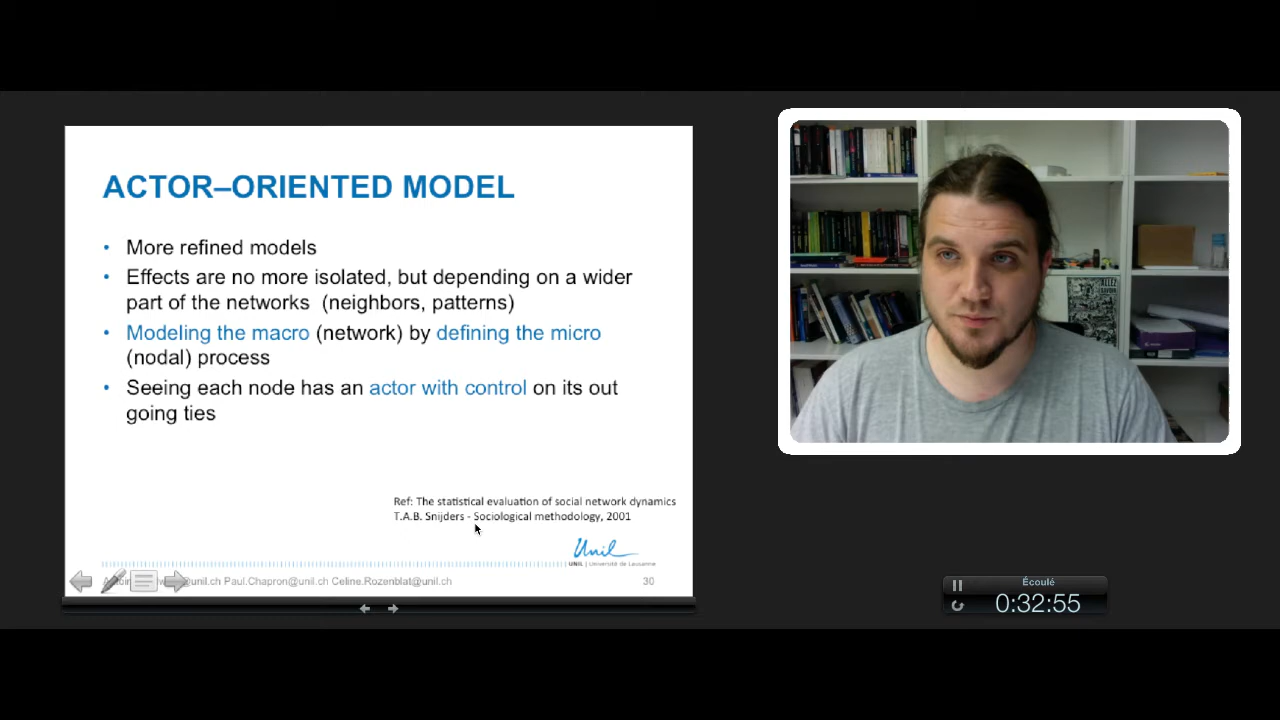 ACTOR–ORIENTED MODEL
• More refined models
• Effects are no more isolated, but depending on a wider
part of the networks (neighbors, patterns)
• Modeling the macro (network) by defining the micro
(nodal) process
• Seeing each node has an actor with control on its out
going ties
Ref: The statistical evaluation of social network dynamics
T.A.B. Snijders - Sociological methodology, 2001
Unil
UNIL | Université de Lausanne
@unil.ch Paul.Chapron@unil.ch Celine.Rozenblat@unil.ch
30
Écoulé
0:32:55